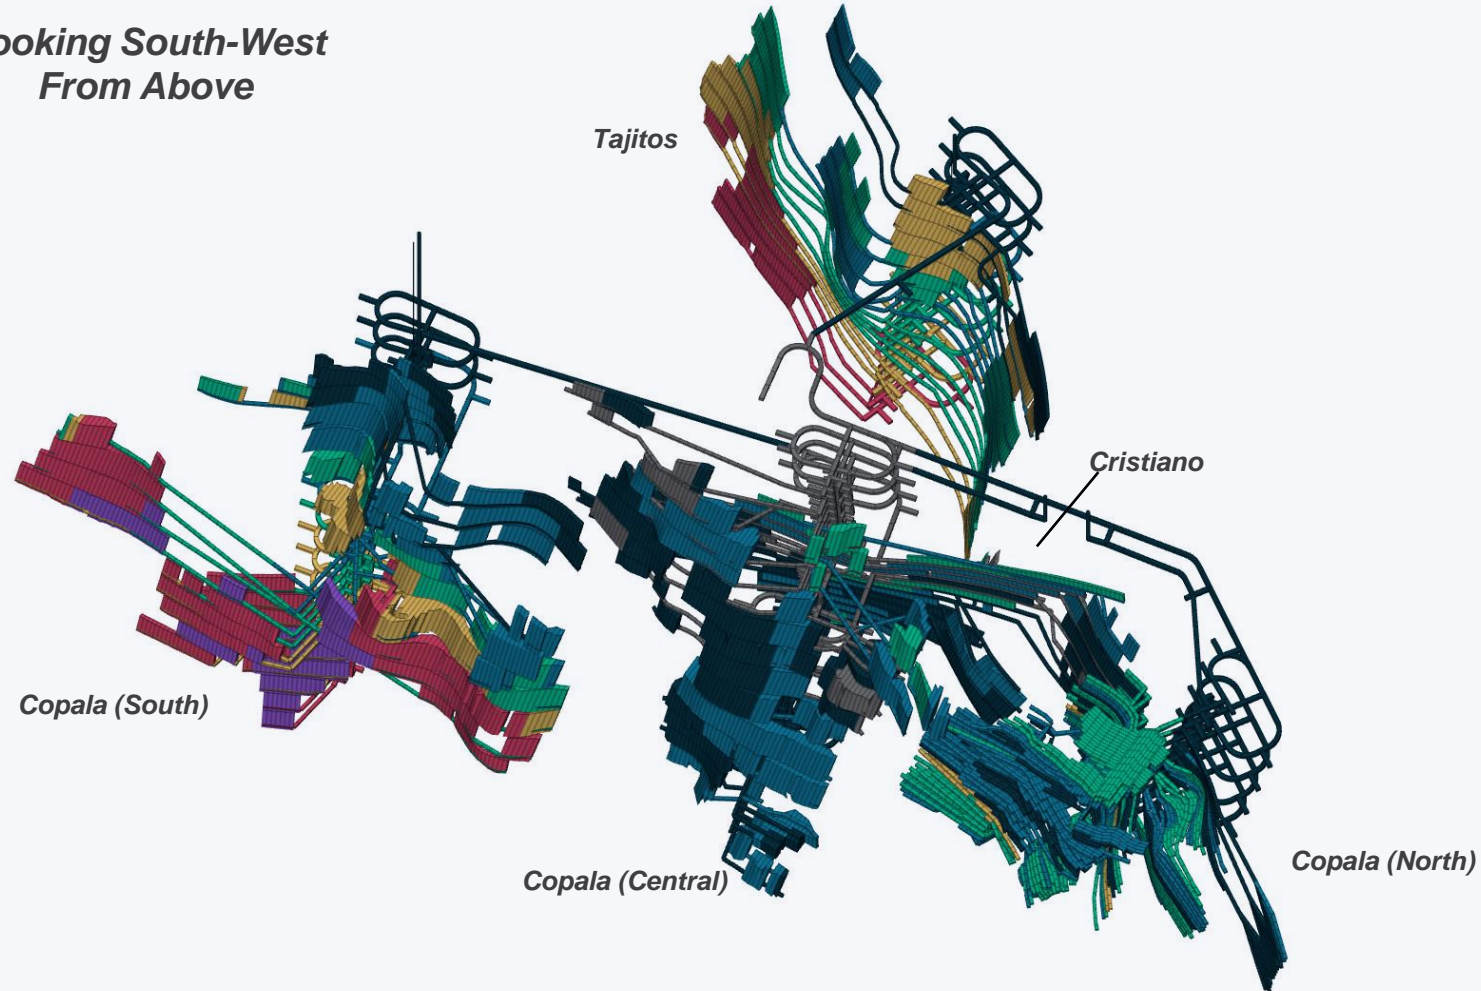 ooking South-West
From Above
Tajitos
Cristiano
Copala (South)
Copala (North)
Copala (Central)